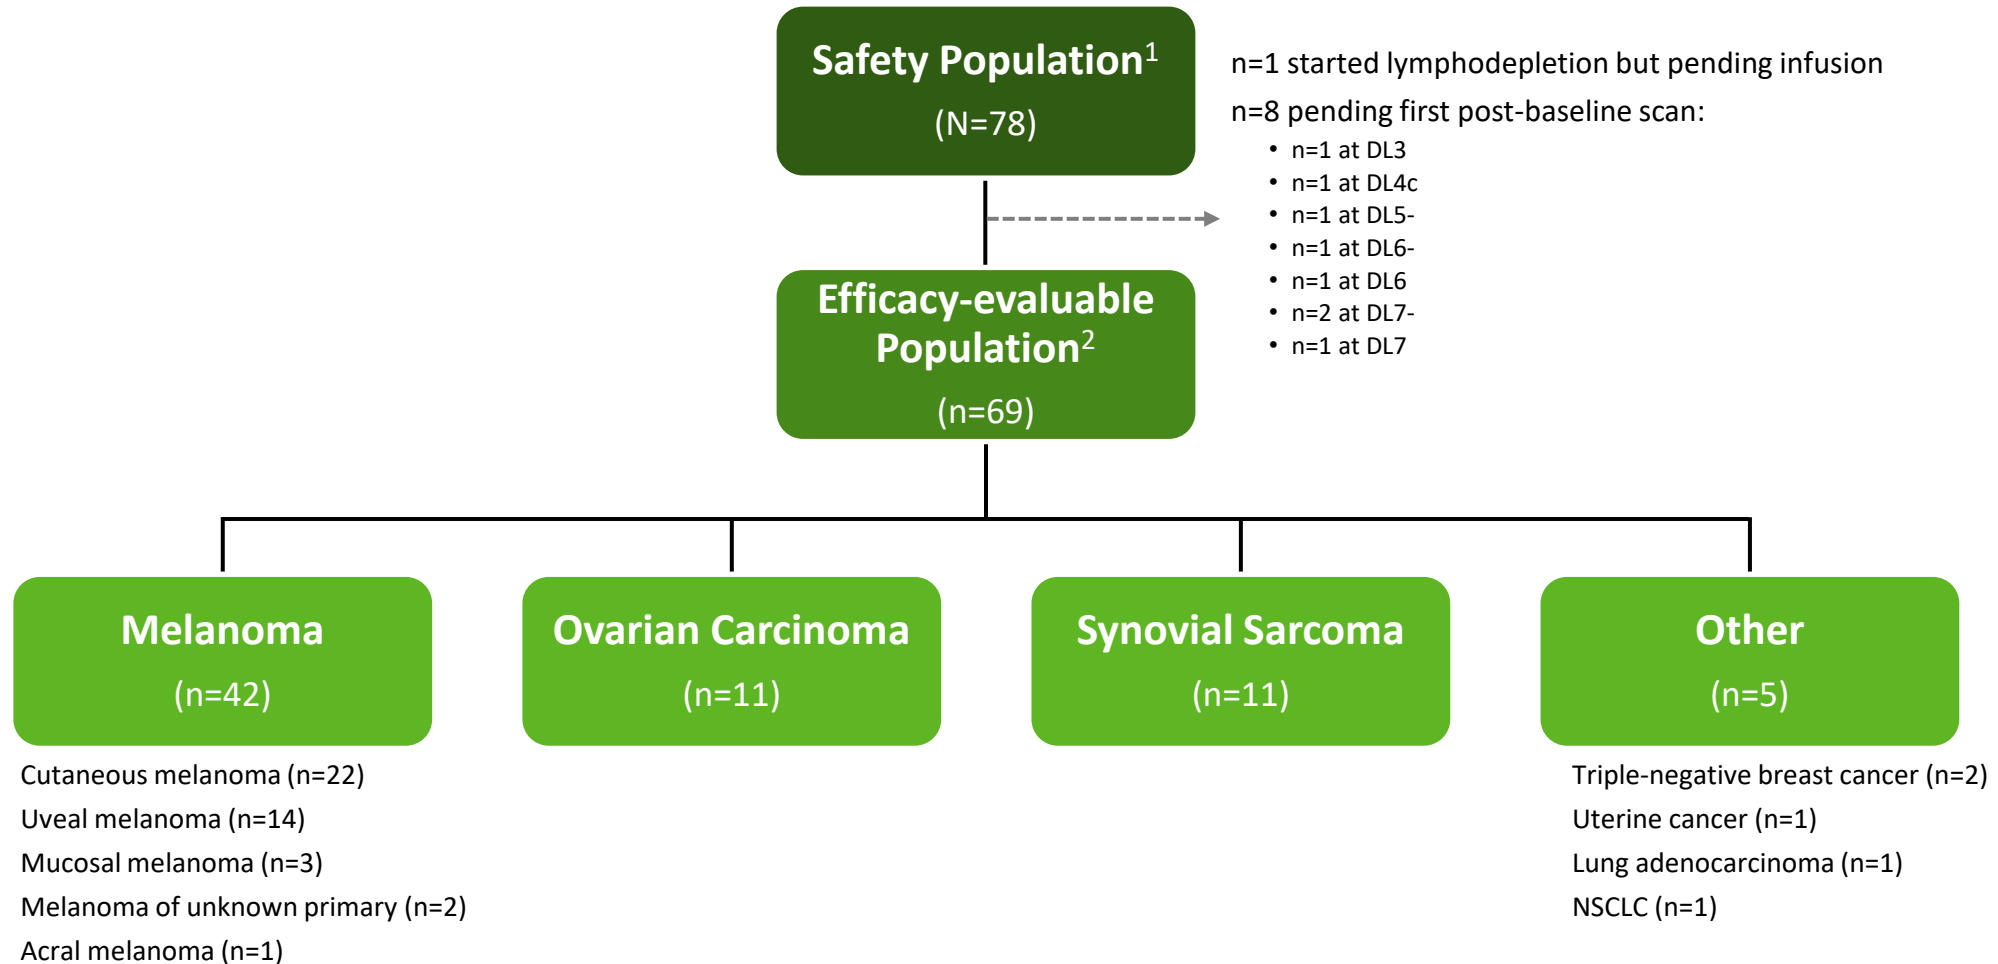 Safety Population1
(N=78)
n=1 started lymphodepletion but pending infusion
n=8 pending first post-baseline scan:
• n=1 at DL3
• n=1 at DL4c
• n=1 at DL5-
• n=1 at DL6-
• n=1 at DL6
• n=2 at DL7-
• n=1 at DL7
Efficacy-evaluable
Population2
(n=69)
Melanoma
(n=42)
Cutaneous melanoma (n=22)
Uveal melanoma (n=14)
Mucosal melanoma (n=3)
Melanoma of unknown primary (n=2)
Acral melanoma (n=1)
Ovarian Carcinoma
(n=11)
Synovial Sarcoma
(n=11)
Other
(n=5)
Triple-negative breast cancer (n=2)
Uterine cancer (n=1)
Lung adenocarcinoma (n=1)
NSCLC (n=1)